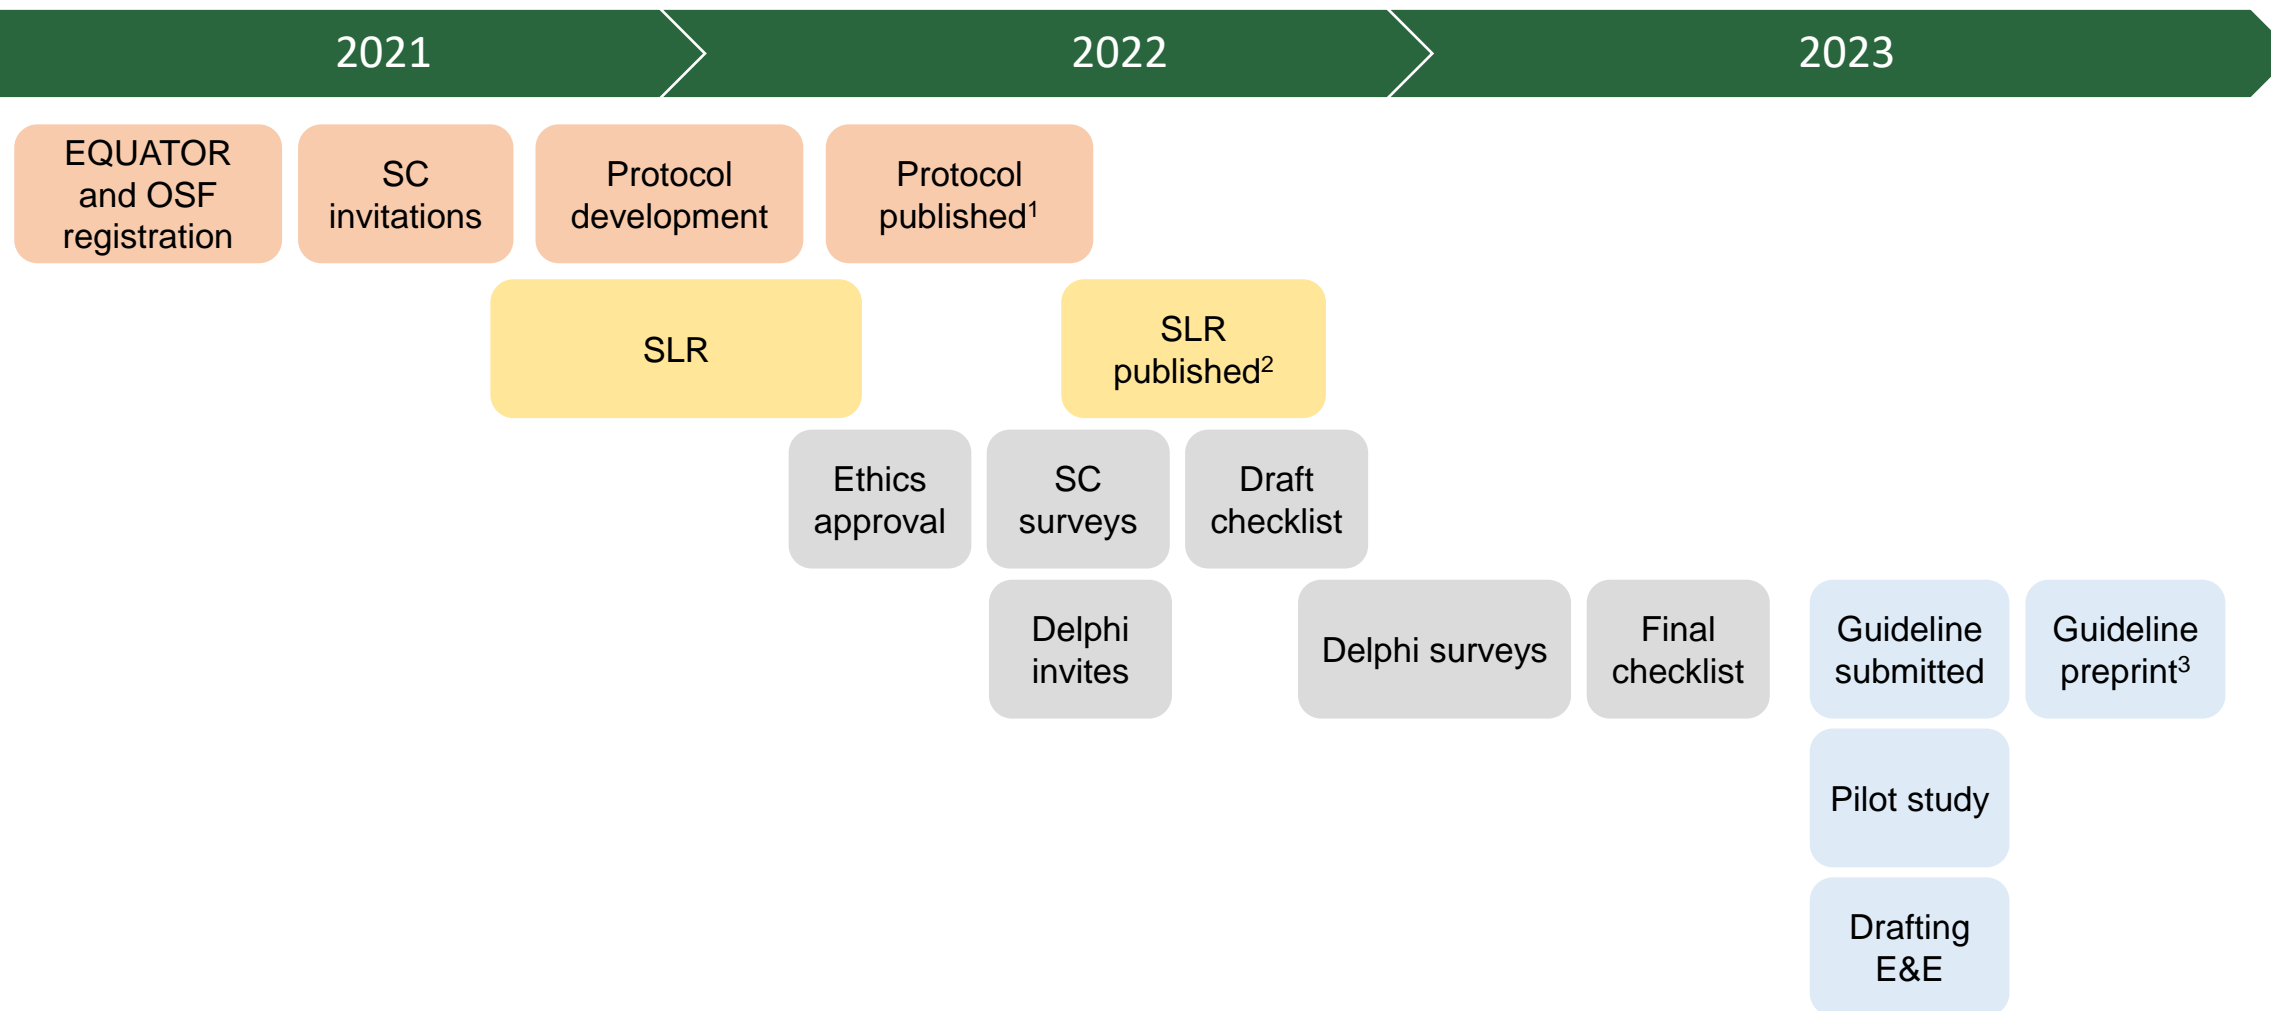 2021
2022
2023
EQUATOR
and OSF
registration
SC
invitations
Protocol
development
Protocol
published¹
SLR
SLR
published²
Ethics
approval
SC
surveys
Draft
checklist
Delphi
invites
Delphi surveys
Final
checklist
Guideline
submitted
Guideline
preprint³
Pilot study
Drafting
E&E